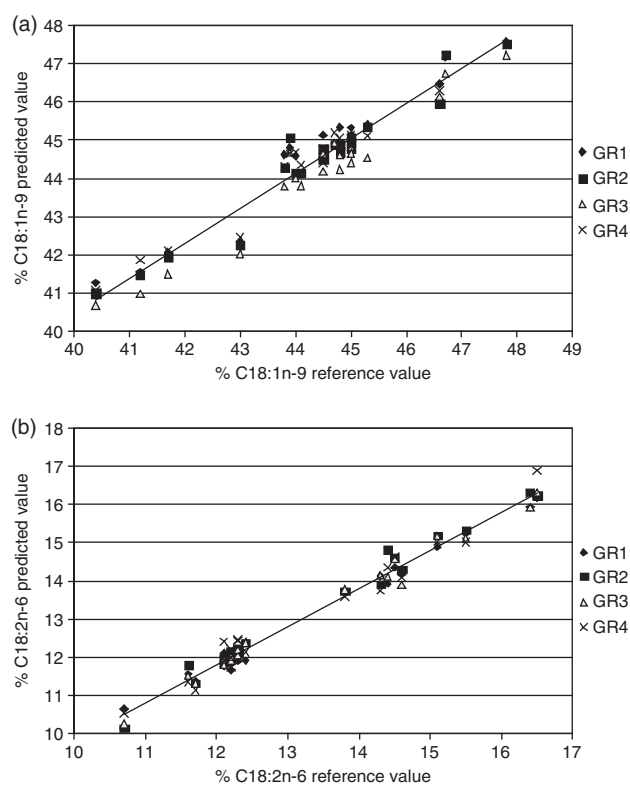 (a)
% C18:1n-9 predicted value
48
47
46
45
44
43
42
41
40
40 41 42 43 44 45 46 47 48 49
% C18:1n-9 reference value
GR1
GR2
GR3
GR4
(b)
% C18:2n-6 predicted value
18
17
16
15
14
13
12
11
10
10 11 12 13 14 15 16 17
% C18:2n-6 reference value
GR1
GR2
GR3
GR4